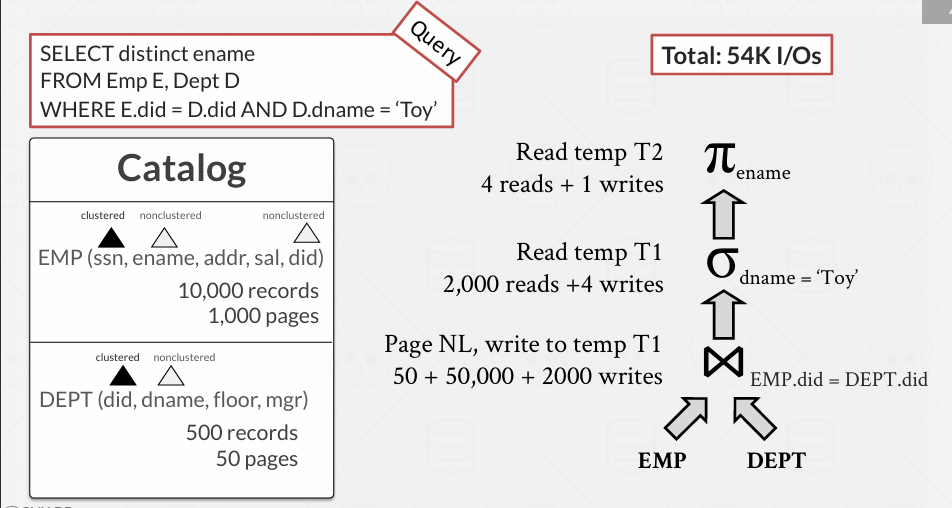 SELECT distinct ename
FROM Emp E, Dept D
WHERE E.did = D.did AND D.dname = ‘Toy’
Query
Total: 54K I/Os
Catalog
clustered nonclustered nonclustered
EMP (ssn, ename, addr, sal, did)
10,000 records
1,000 pages
clustered nonclustered
DEPT (did, dname, floor, mgr)
500 records
50 pages
Read temp T2
4 reads + 1 writes
π ename
Read temp T1
2,000 reads +4 writes
σ dname = ‘Toy’
Page NL, write to temp T1
50 + 50,000 + 2000 writes
⋈ EMP.did = DEPT.did
EMP DEPT